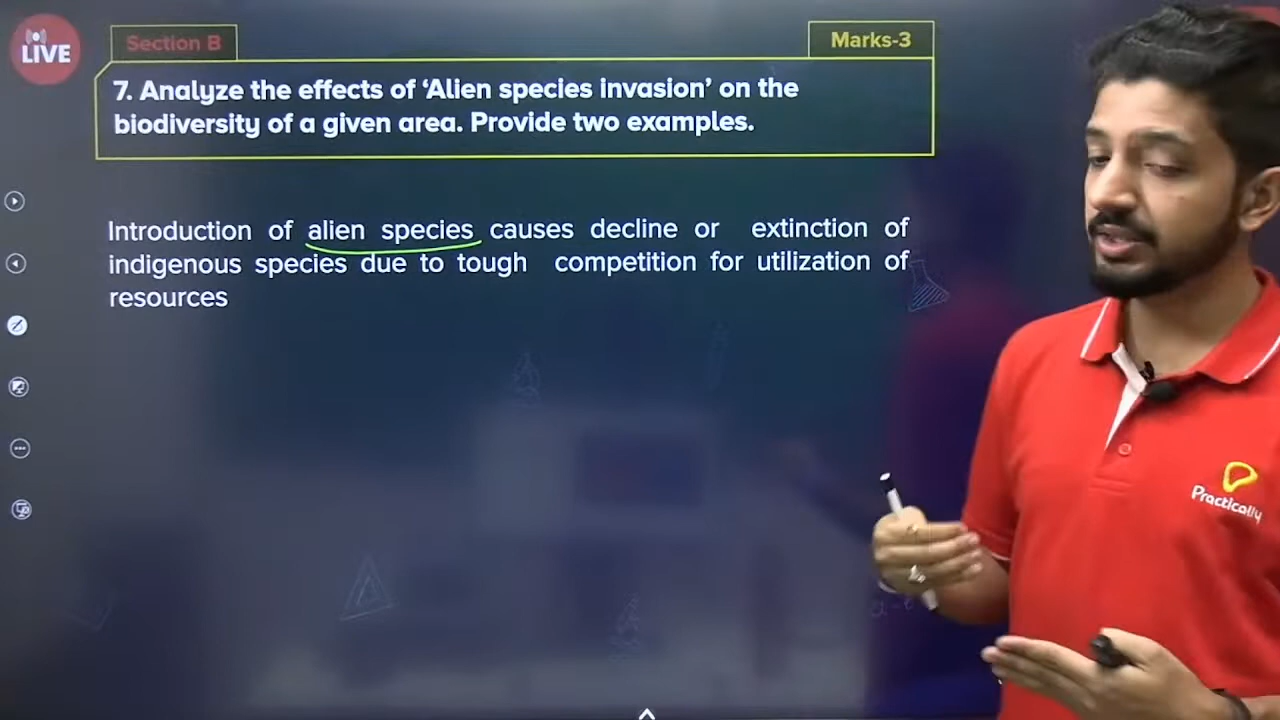 LIVE
Section B
Marks-3
7. Analyze the effects of ‘Alien species invasion’ on the
biodiversity of a given area. Provide two examples.
Introduction of alien species causes decline or extinction of
indigenous species due to tough competition for utilization of
resources
Practically